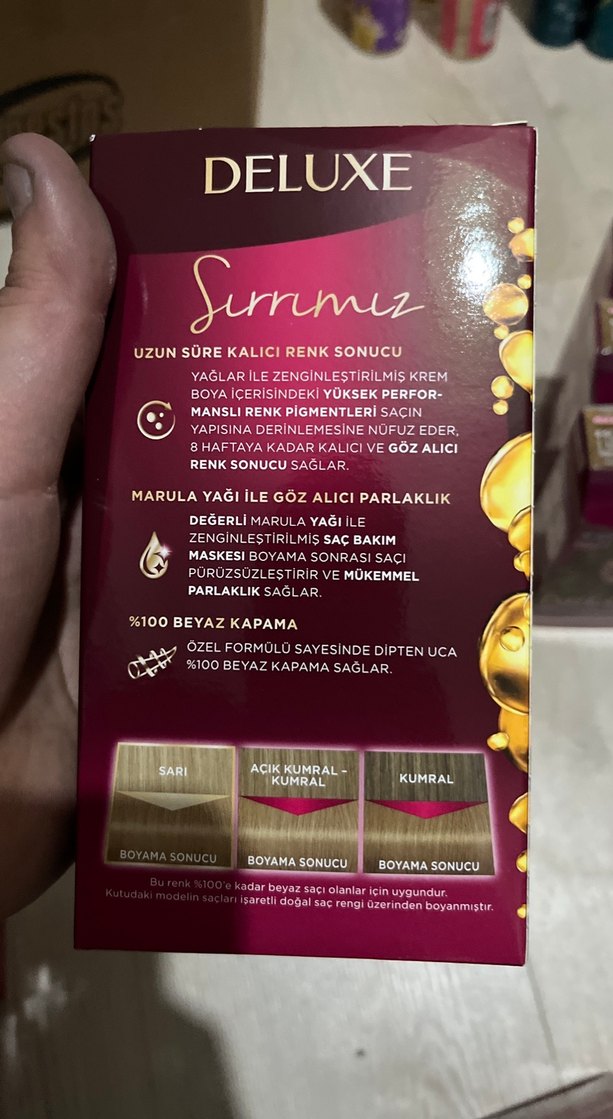 DELUXE
Sırrımız
UZUN SÜRE KALICI RENK SONUCU
YAĞLAR İLE ZENGİNLEŞTİRİLMİŞ KREM
BOYA İÇERİSİNDEKİ YÜKSEK PERFOR-
MANSLI RENK PİGMENTLERİ SAÇIN
YAPISINA DERİNLEMESİNE NÜFUZ EDER,
8 HAFTAYA KADAR KALICI VE GÖZ ALICI
RENK SONUCU SAĞLAR.
MARULA YAĞI İLE GÖZ ALICI PARLAKLIK
DEĞERLİ MARULA YAĞI İLE
ZENGİNLEŞTİRİLMİŞ SAÇ BAKIM
MASKESI BOYAMA SONRASI SAÇI
PÜRÜZSÜZLEŞTİRİR VE MÜKEMMEL
PARLAKLIK SAĞLAR.
%100 BEYAZ KAPAMA
ÖZEL FORMÜLÜ SAYESİNDE DİPTEN UCA
%100 BEYAZ KAPAMA SAĞLAR.
SARI
BOYAMA SONUCU
AÇIK KUMRAL –
KUMRAL
BOYAMA SONUCU
KUMRAL
BOYAMA SONUCU
Bu renk %100'e kadar beyaz saçı olanlar için uygundur.
Kutudaki modelin saçları işaretli doğal saç rengi üzerinden boyanmıştır.